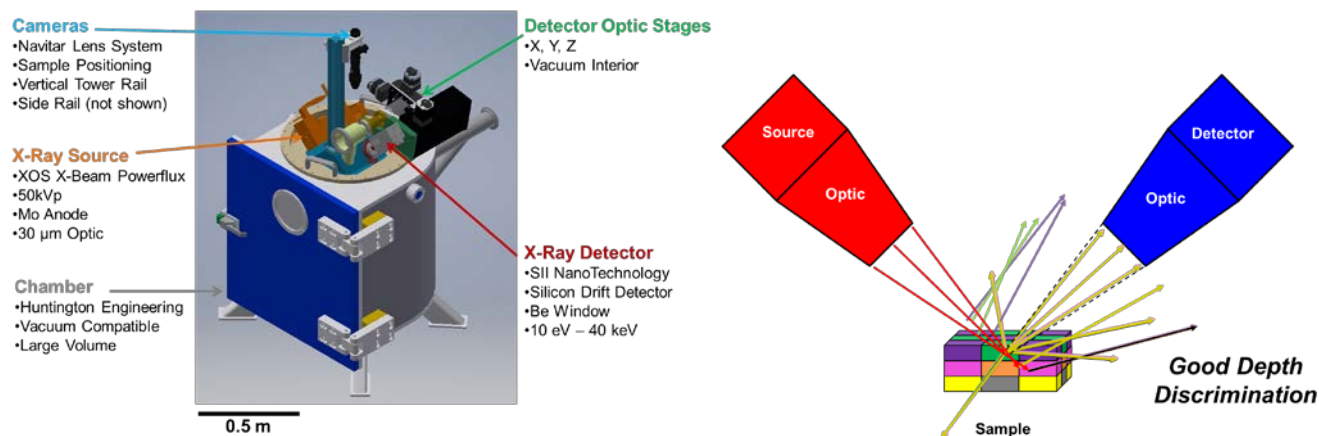 Cameras
•Navitar Lens System
•Sample Positioning
•Vertical Tower Rail
•Side Rail (not shown)
X-Ray Source
•XOS X-Beam Powerflux
•50kVp
•Mo Anode
•30 µm Optic
Chamber
•Huntington Engineering
•Vacuum Compatible
•Large Volume
0.5 m
Detector Optic Stages
•X, Y, Z
•Vacuum Interior
X-Ray Detector
•SII NanoTechnology
•Silicon Drift Detector
•Be Window
•10 eV – 40 keV
Source
Optic
Detector
Optic
Good Depth
Discrimination
Sample